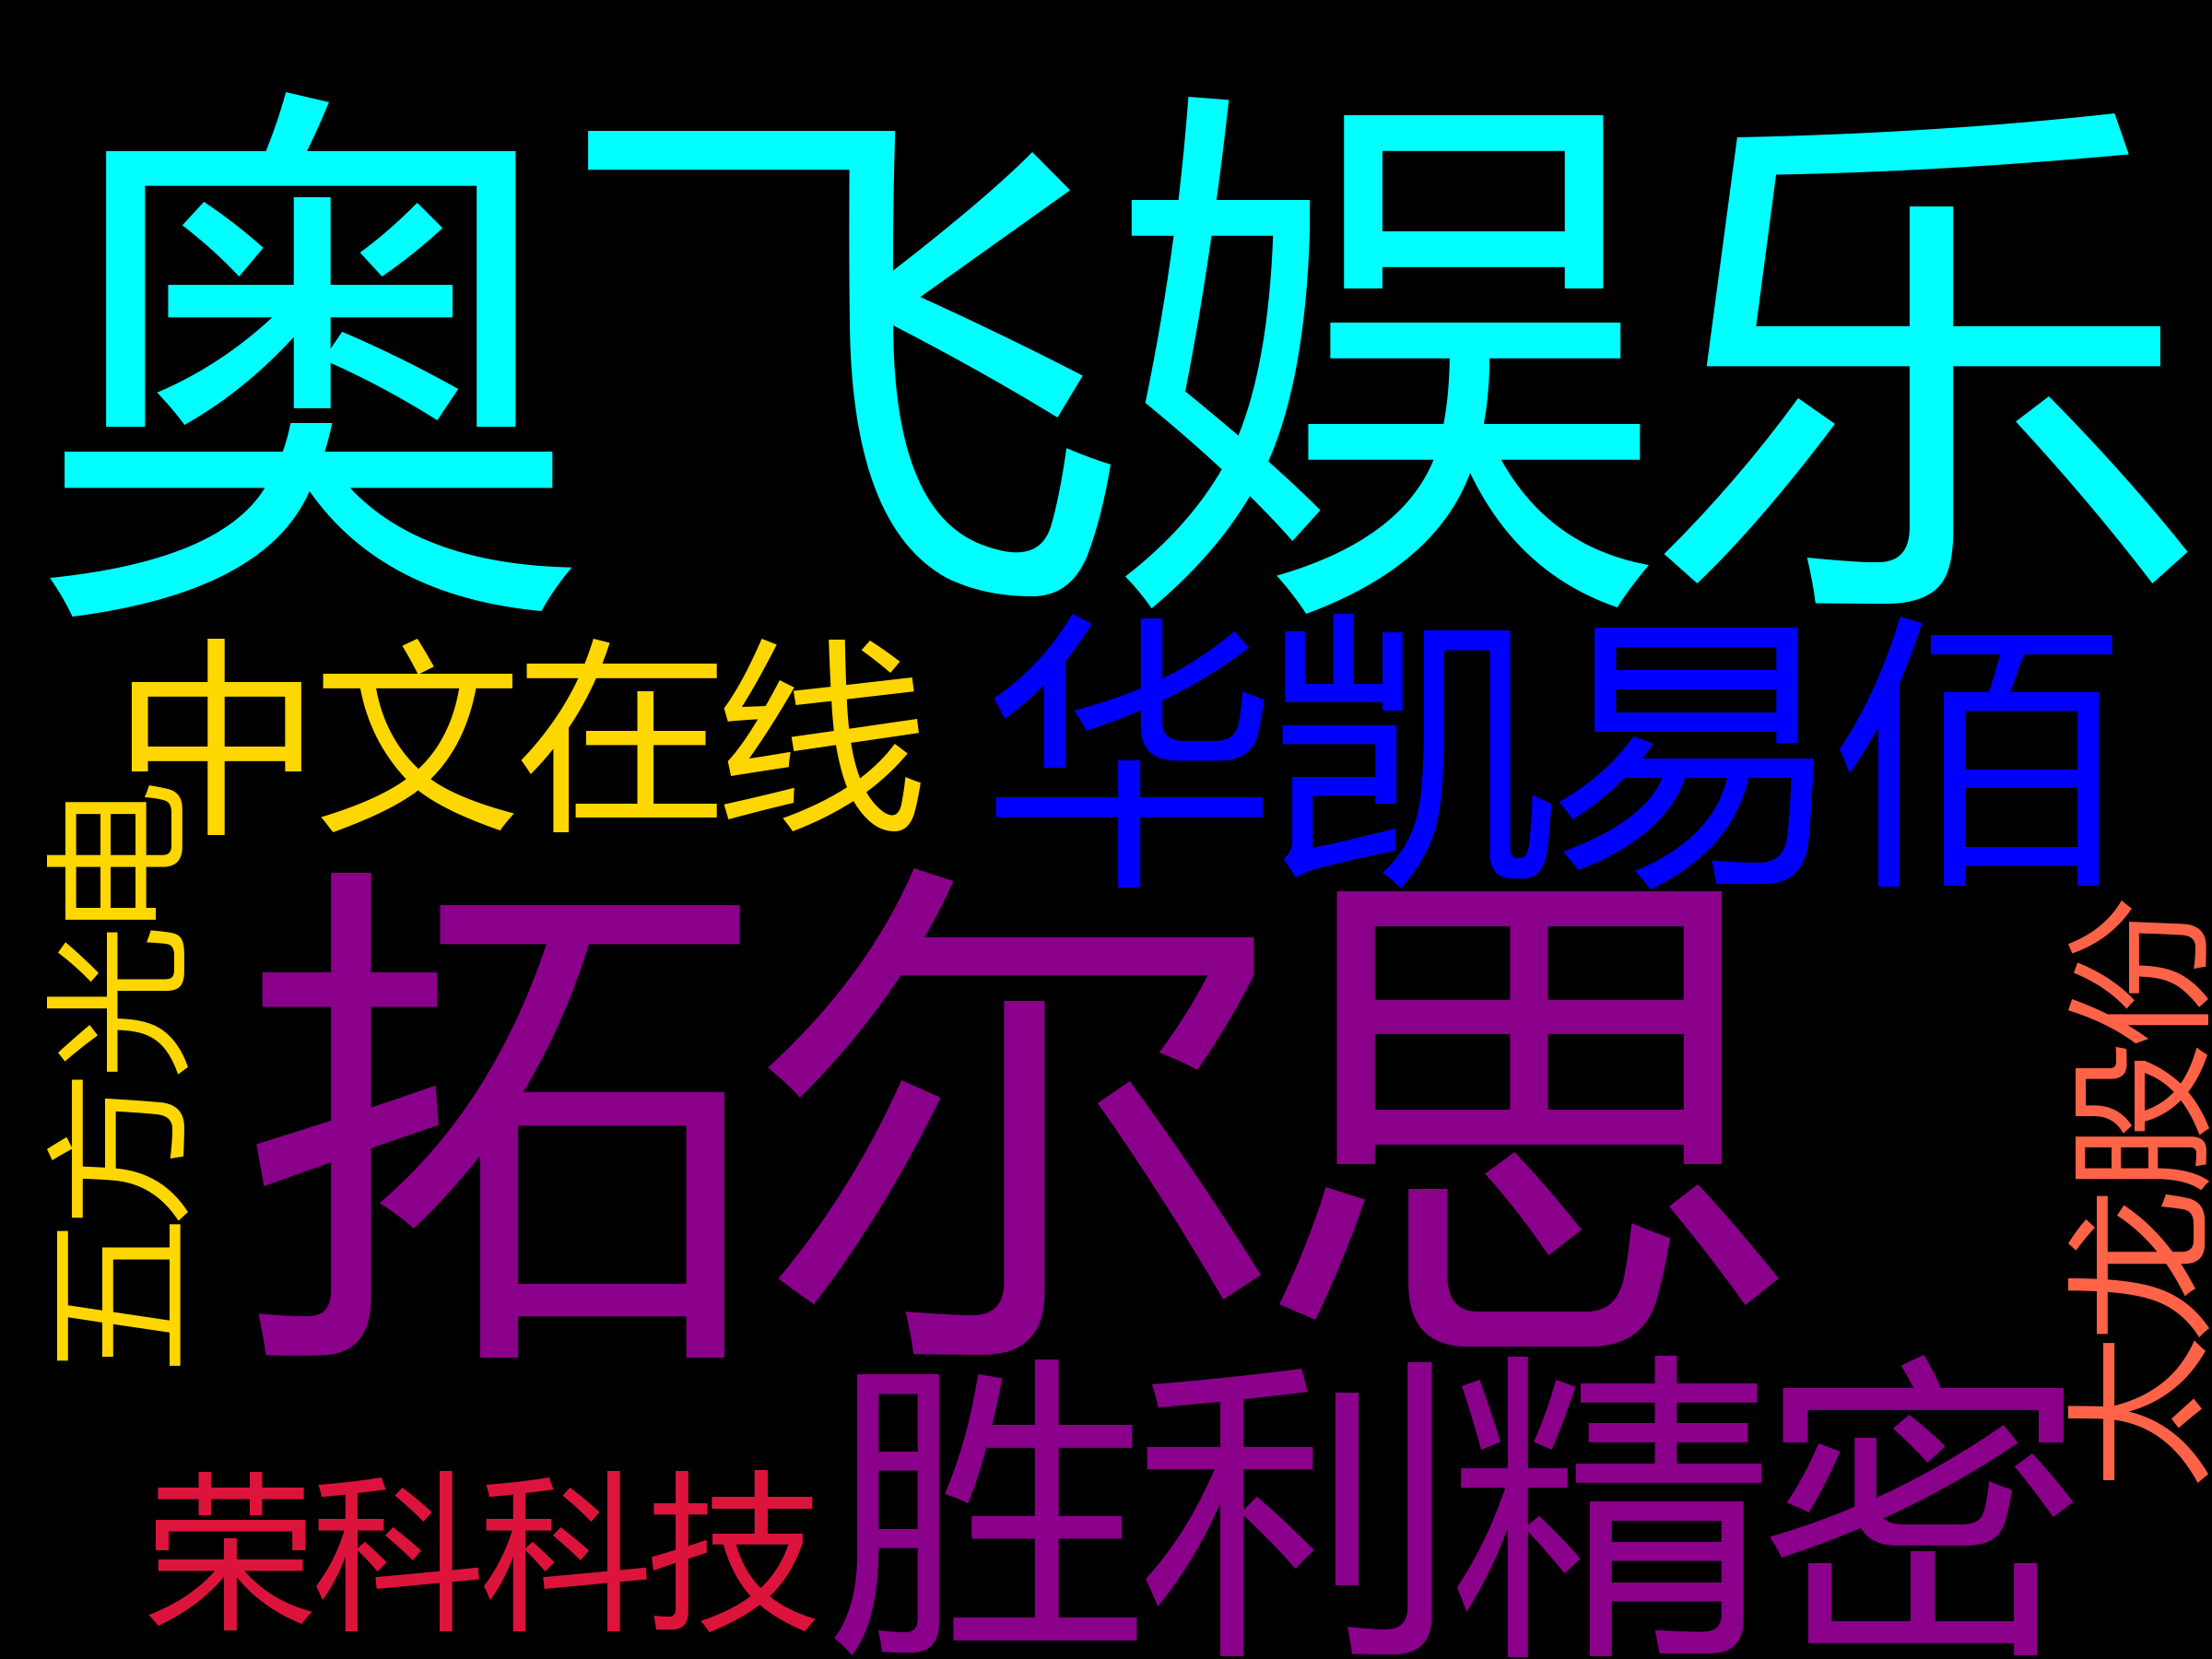 奥飞娱乐
中文在线
华凯易佰
五方光电
拓尔思
太龙股份
胜利精密
荣科科技